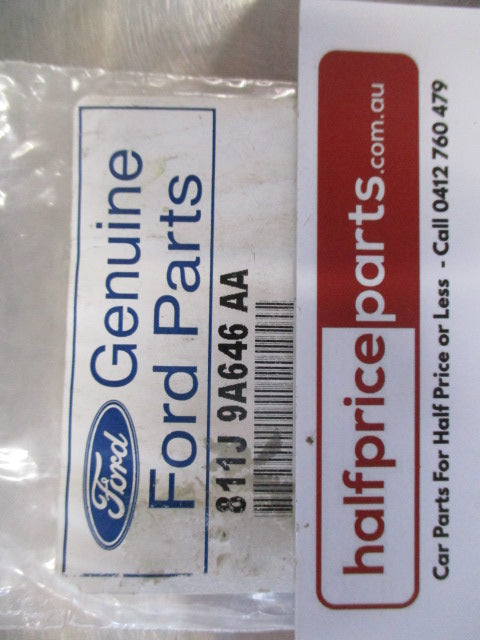 Ford
Genuine
Ford Parts
811J 9A646 AA
halfpriceparts.com.au
Car Parts For Half Price or Less - Call 0412 760 479